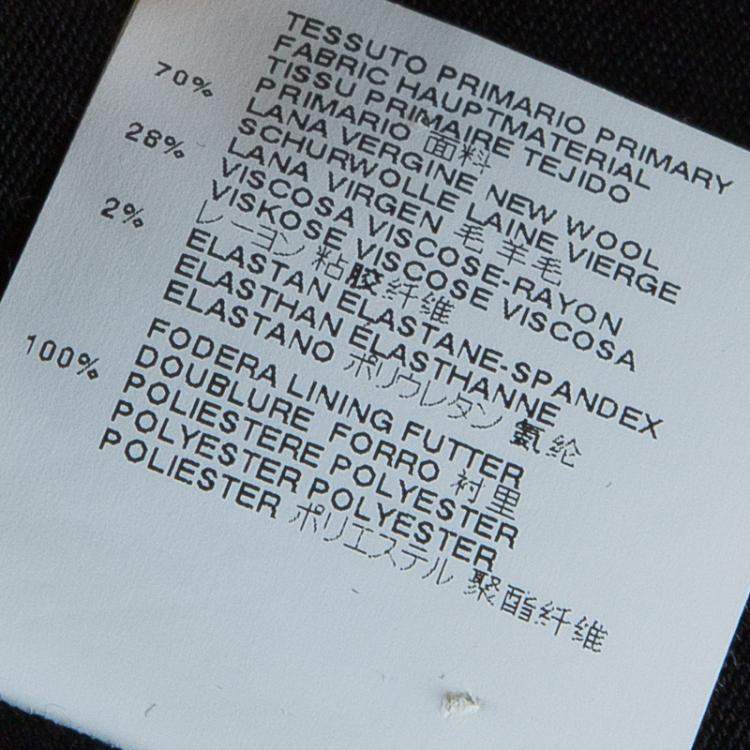 TESSUTO PRIMARIO PRIMARY
FABRIC HAUPTMATERIAL
TISSU PRIMAIRE TEJIDO
PRIMARIO 面料
70% LANA VERGINE NEW WOOL
SCHURWOLLE LAINE VIERGE
LANA VIRGEN 毛 羊毛
28% VISCOSA VISCOSE-RAYON
VISKOSE VISCOSE VISCOSA
レーヨン 粘胶纤维
2% ELASTAN ELASTANE-SPANDEX
ELASTHAN ELASTHANNE
ELASTANO ポリウレタン 氨纶
FODERA LINING FUTTER
DOUBLURE FORRO 衬里
100% POLIESTERE POLYESTER
POLYESTER POLYESTER
POLIESTER ポリエステル 聚酯纤维